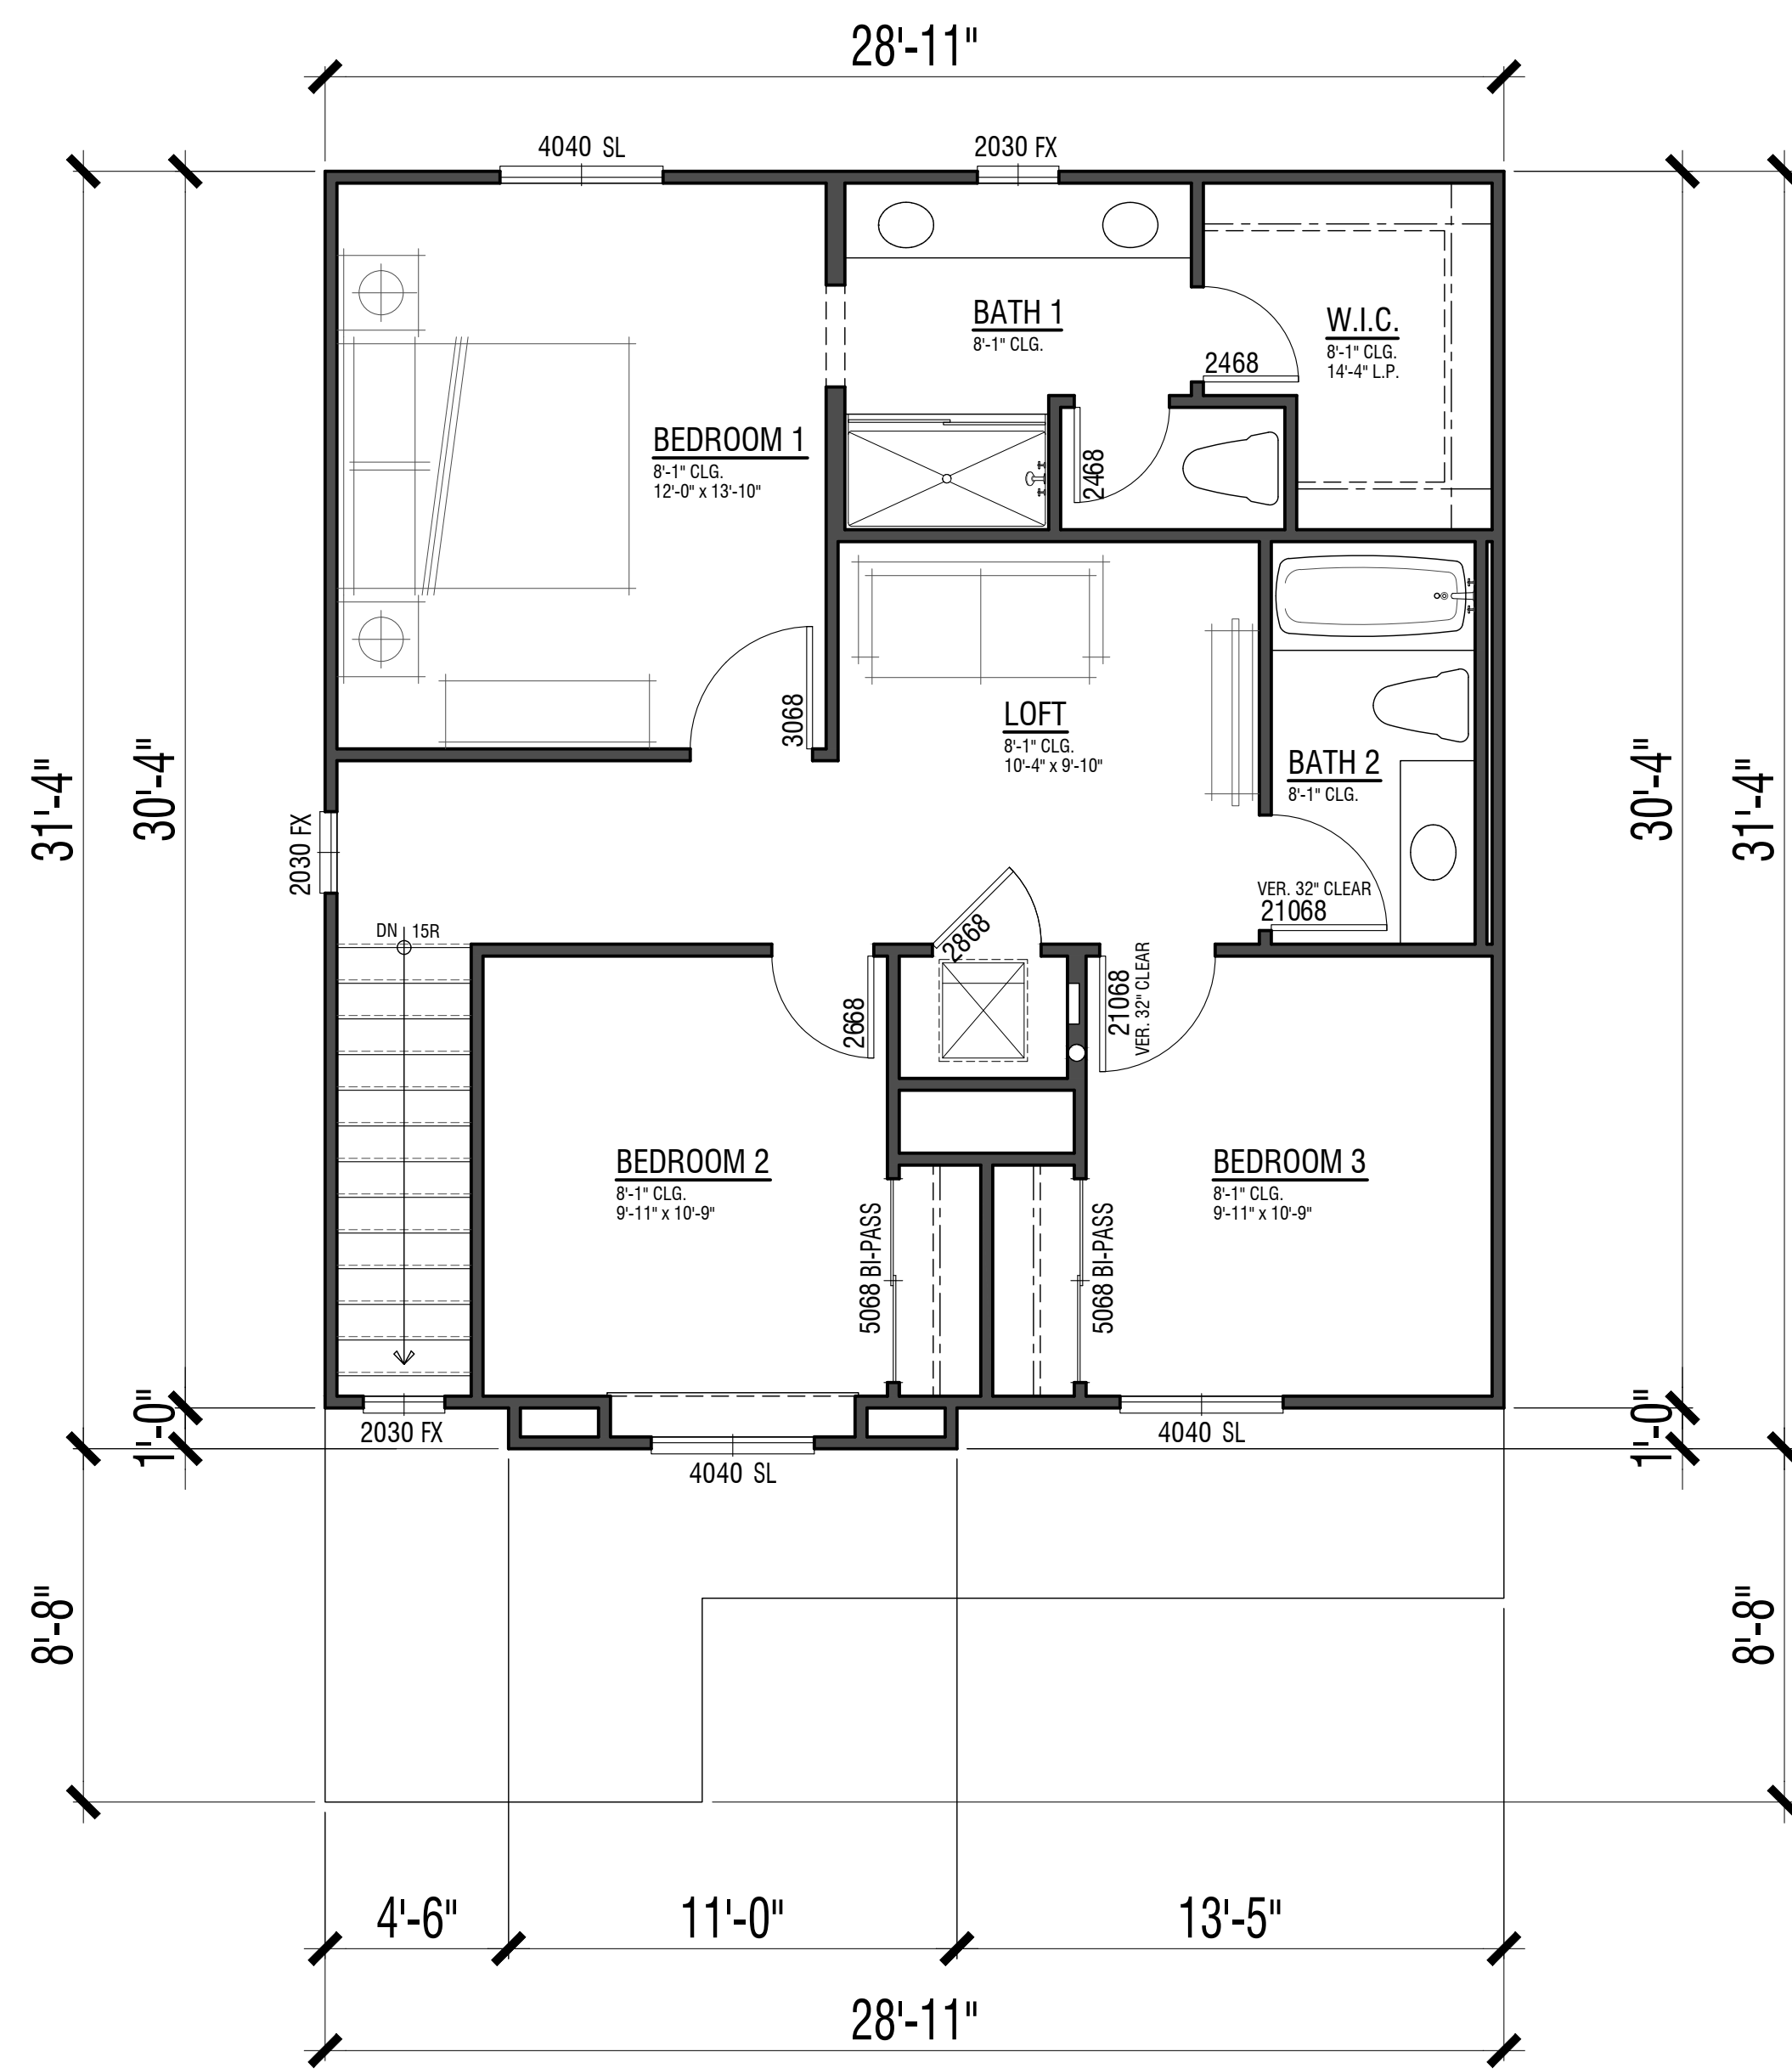 28'-11"
4040 SL
2030 FX
BATH 1
8'-1" CLG.
W.I.C.
8'-1" CLG.
14'-4" L.P.
2468
BEDROOM 1
8'-1" CLG.
12'-0" x 13'-10"
2468
3068
LOFT
8'-1" CLG.
10'-4" x 9'-10"
BATH 2
8'-1" CLG.
31'-4"
30'-4"
30'-4"
31'-4"
2030 FX
VER. 32" CLEAR
21068
DN 15R
2868
2668
21068
VER. 32" CLEAR
BEDROOM 2
8'-1" CLG.
9'-11" x 10'-9"
BEDROOM 3
8'-1" CLG.
9'-11" x 10'-9"
5068 BI-PASS
5068 BI-PASS
1'-0"
1'-0"
2030 FX
4040 SL
4040 SL
8'-8"
8'-8"
4'-6"
11'-0"
13'-5"
28'-11"